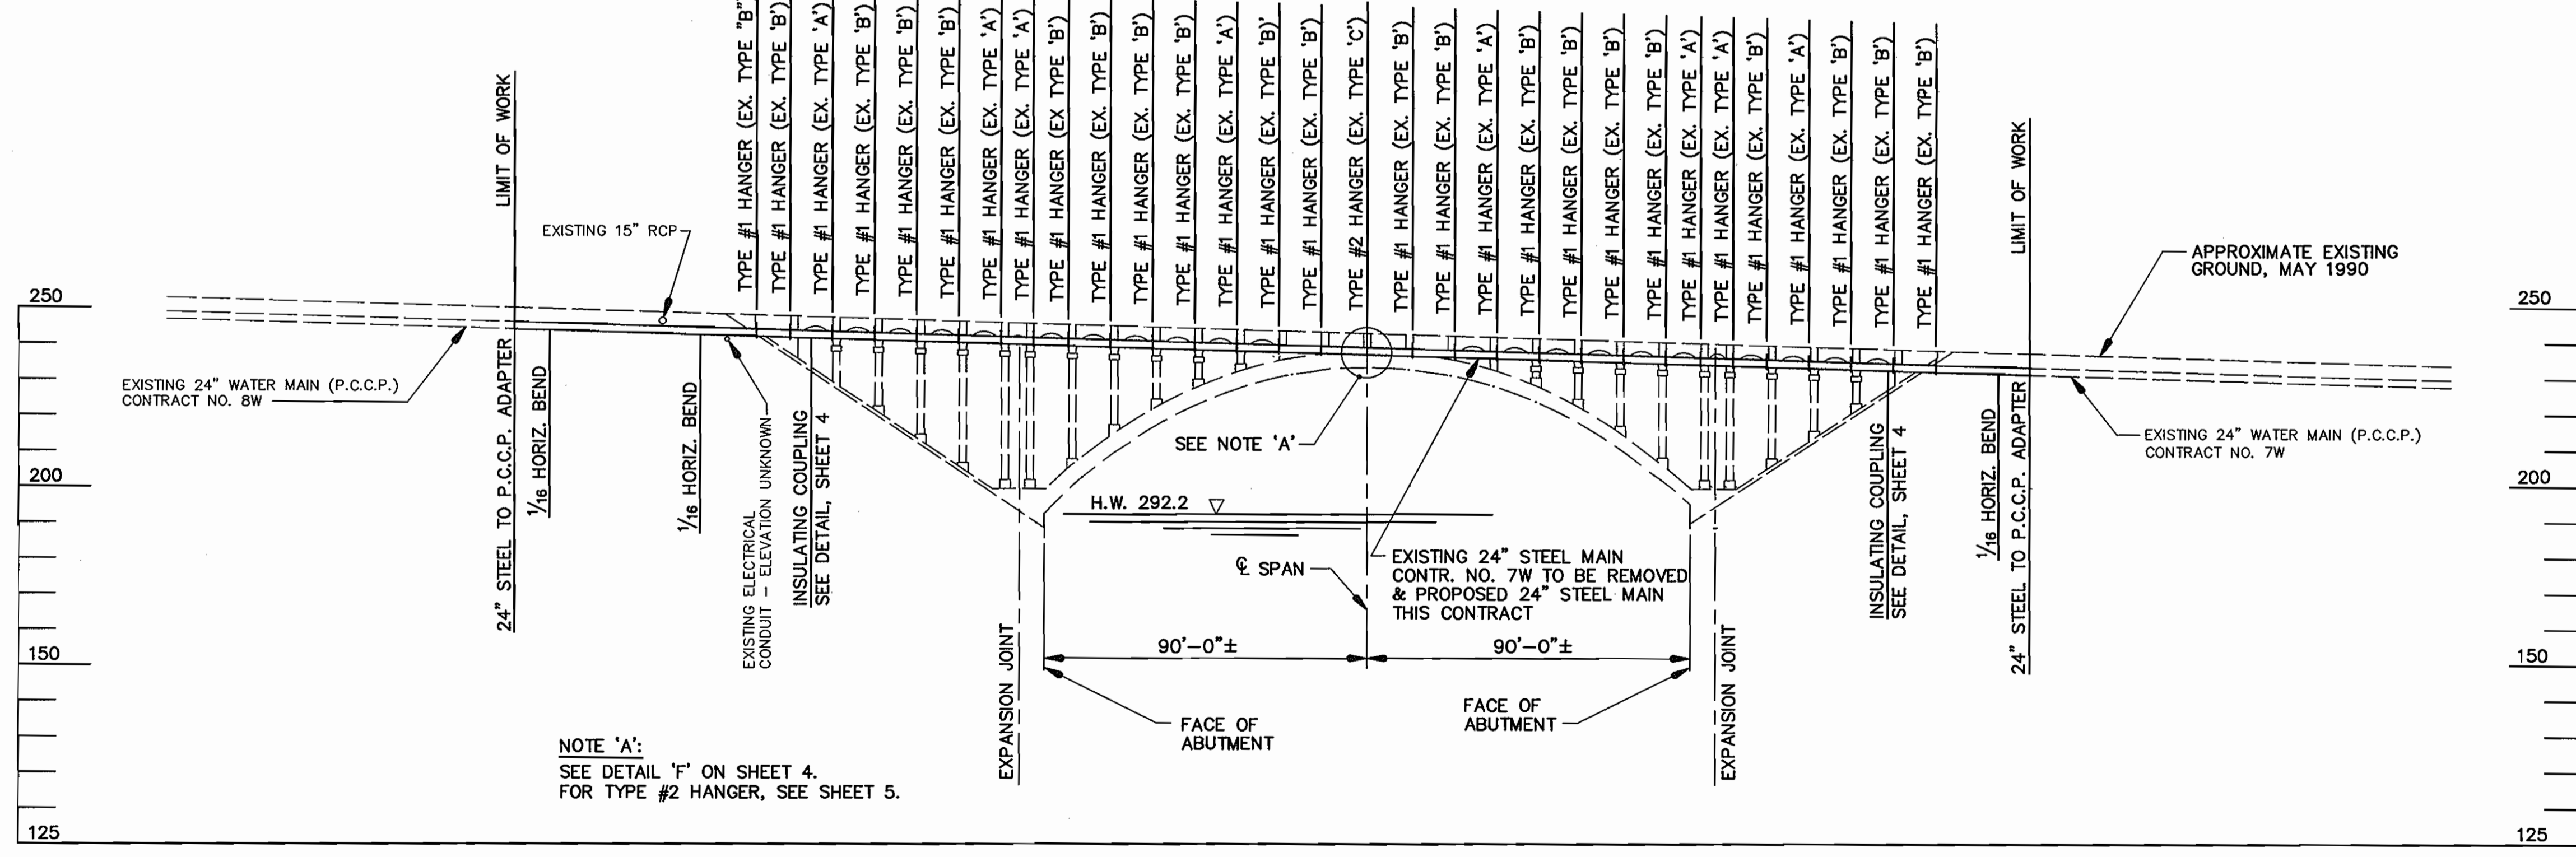 TYPE #1 HANGER (EX. TYPE "B"
TYPE #1 HANGER (EX. TYPE 'B')
TYPE #1 HANGER (EX. TYPE 'A')
TYPE #1 HANGER (EX. TYPE 'B')
TYPE #1 HANGER (EX. TYPE 'B')
TYPE #1 HANGER (EX. TYPE 'B')
TYPE #1 HANGER (EX. TYPE 'A')
TYPE #1 HANGER (EX. TYPE 'A')
TYPE #1 HANGER (EX TYPE 'B')
TYPE #1 HANGER (EX. TYPE 'B')
TYPE #1 HANGER (EX. TYPE 'B')
TYPE #1 HANGER (EX. TYPE 'B')
TYPE #1 HANGER (EX. TYPE 'A')
TYPE #1 HANGER (EX. TYPE 'B)'
TYPE #1 HANGER (EX. TYPE 'B')
TYPE #2 HANGER (EX. TYPE 'C')
TYPE #1 HANGER (EX. TYPE 'B')
TYPE #1 HANGER (EX. TYPE 'B')
TYPE #1 HANGER (EX. TYPE 'A')
TYPE #1 HANGER (EX. TYPE 'B')
TYPE #1 HANGER (EX. TYPE 'B')
TYPE #1 HANGER (EX. TYPE 'B')
TYPE #1 HANGER (EX. TYPE 'B')
TYPE #1 HANGER (EX. TYPE 'A')
TYPE #1 HANGER (EX. TYPE 'A')
TYPE #1 HANGER (EX. TYPE 'B')
TYPE #1 HANGER (EX. TYPE 'A')
TYPE #1 HANGER (EX. TYPE 'B')
TYPE #1 HANGER (EX. TYPE 'B')
TYPE #1 HANGER (EX. TYPE 'B')
LIMIT OF WORK
LIMIT OF WORK
EXISTING 15" RCP
APPROXIMATE EXISTING
GROUND, MAY 1990
250
250
EXISTING 24" WATER MAIN (P.C.C.P.)
CONTRACT NO. 8W
24" STEEL TO P.C.C.P. ADAPTER
1/16 HORIZ. BEND
1/16 HORIZ. BEND
EXISTING ELECTRICAL
CONDUIT - ELEVATION UNKNOWN
INSULATING COUPLING
SEE DETAIL, SHEET 4
SEE NOTE 'A'
INSULATING COUPLING
SEE DETAIL, SHEET 4
1/16 HORIZ. BEND
24" STEEL TO P.C.C.P. ADAPTER
EXISTING 24" WATER MAIN (P.C.C.P.)
CONTRACT NO. 7W
200
200
H.W. 292.2
℄ SPAN
EXISTING 24" STEEL MAIN
CONTR. NO. 7W TO BE REMOVED
& PROPOSED 24" STEEL MAIN
THIS CONTRACT
150
90'-0"±
90'-0"±
150
EXPANSION JOINT
EXPANSION JOINT
FACE OF
ABUTMENT
FACE OF
ABUTMENT
NOTE 'A':
SEE DETAIL 'F' ON SHEET 4.
FOR TYPE #2 HANGER, SEE SHEET 5.
125
125